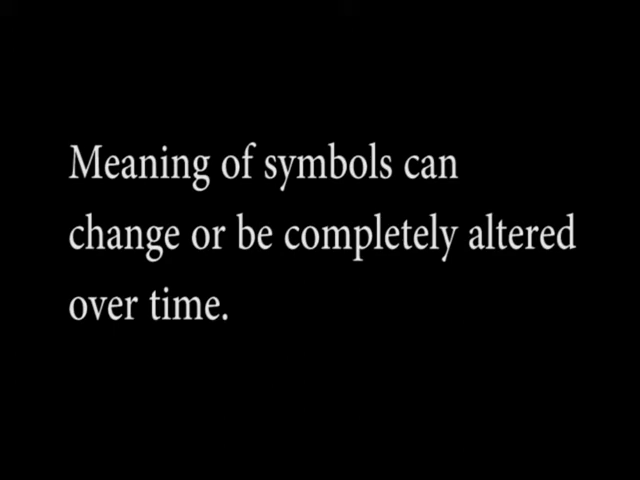 Meaning of symbols can
change or be completely altered
over time.